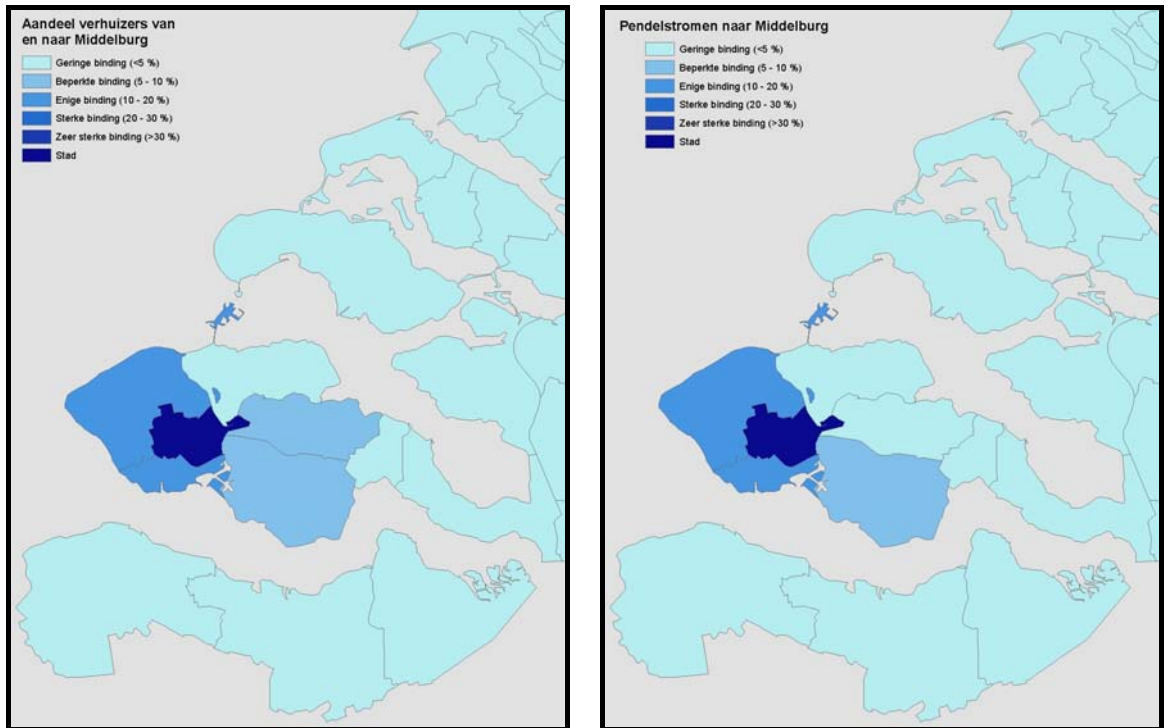 Aandeel verhuizers van
en naar Middelburg
Geringe binding (<5 %)
Beperkte binding (5 - 10 %)
Enige binding (10 - 20 %)
Sterke binding (20 - 30 %)
Zeer sterke binding (>30 %)
Stad
Pendelstromen naar Middelburg
Geringe binding (<5 %)
Beperkte binding (5 - 10 %)
Enige binding (10 - 20 %)
Sterke binding (20 - 30 %)
Zeer sterke binding (>30 %)
Stad